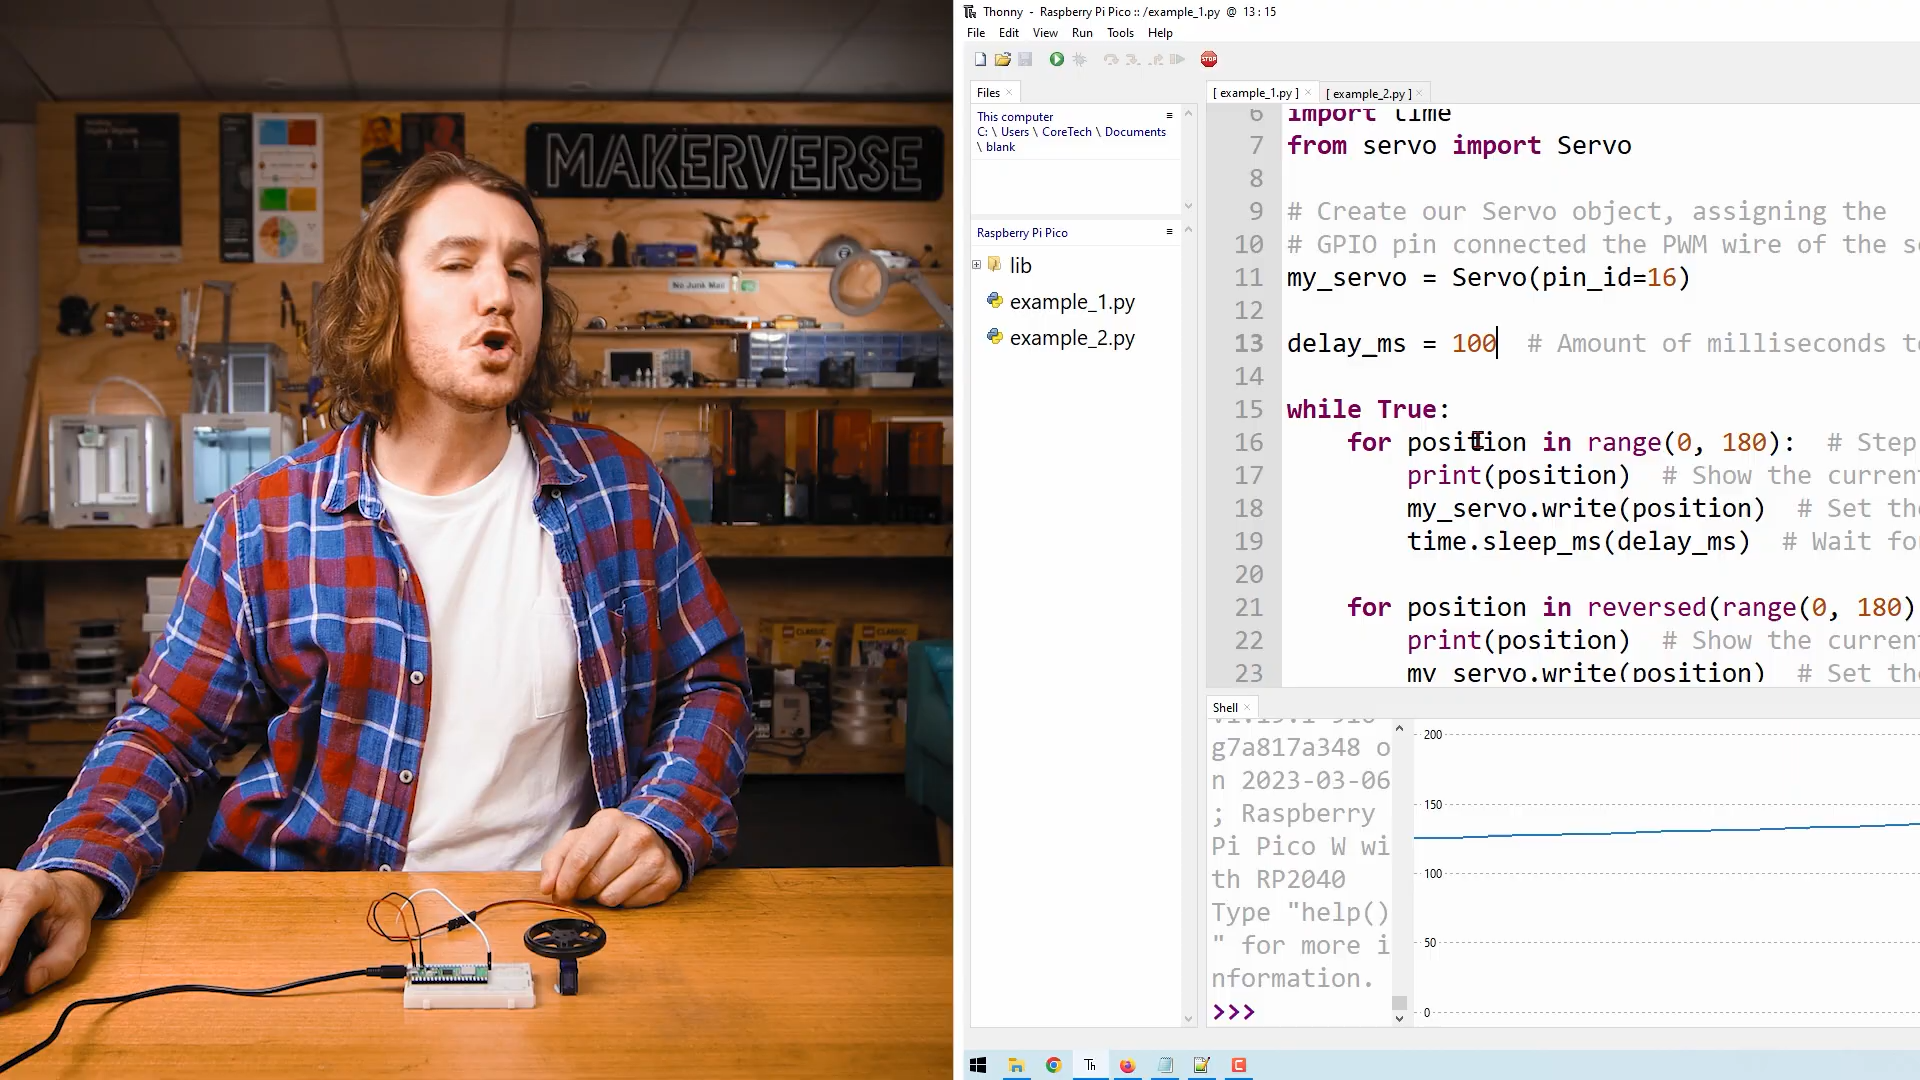 MAKERVERSE
No Junk Mail
Thonny - Raspberry Pi Pico :: /example_1.py @ 13 : 15
File Edit View Run Tools Help
STOP
Files
This computer
C: \ Users \ CoreTech \ Documents
\ blank
Raspberry Pi Pico
lib
example_1.py
example_2.py
[ example_1.py ] [ example_2.py ]
6 import time
7 from servo import Servo
8
9 # Create our Servo object, assigning the
10 # GPIO pin connected the PWM wire of the
11 my_servo = Servo(pin_id=16)
12
13 delay_ms = 100 # Amount of milliseconds
14
15 while True:
16 for position in range(0, 180): # Step
17 print(position) # Show the
18 my_servo.write(position) # Set
19 time.sleep_ms(delay_ms) # Wait
20
21 for position in reversed(range(0, 180)
22 print(position) # Show the
23 my_servo.write(position) # Set
Shell
g7a817a348 o
n 2023-03-06
; Raspberry
Pi Pico W wi
th RP2040
Type "help()
" for more i
nformation.
>>>
200
150
100
50
0
Th